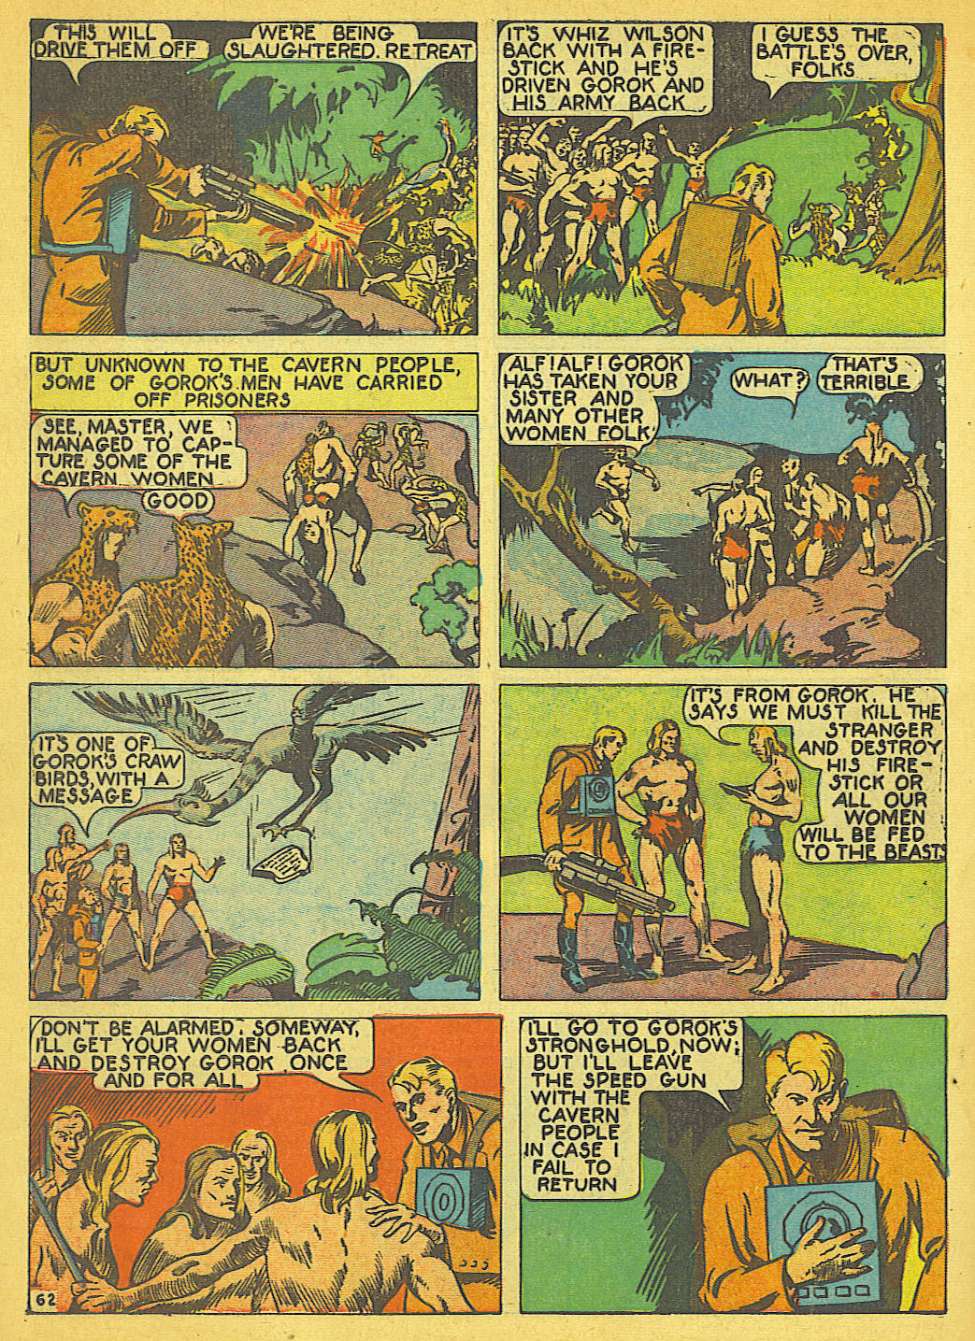 THIS WILL
DRIVE THEM OFF
WE'RE BEING
SLAUGHTERED. RETREAT
IT'S WHIZ WILSON
BACK WITH A FIRE-
STICK AND HE'S
DRIVEN GOROK AND
HIS ARMY BACK
I GUESS THE
BATTLE'S OVER,
FOLKS
BUT UNKNOWN TO THE CAVERN PEOPLE,
SOME OF GOROK'S MEN HAVE CARRIED
OFF PRISONERS
SEE, MASTER, WE
MANAGED TO CAP-
TURE SOME OF THE
CAVERN WOMEN
GOOD
ALF! ALF! GOROK
HAS TAKEN YOUR
SISTER AND
MANY OTHER
WOMEN FOLK
WHAT?
THAT'S
TERRIBLE
IT'S ONE OF
GOROK'S CRAW
BIRDS, WITH A
MESSAGE
IT'S FROM GOROK. HE
SAYS WE MUST KILL THE
STRANGER
AND DESTROY
HIS FIRE-
STICK OR
ALL OUR
WOMEN
WILL BE FED
TO THE BEASTS
DON'T BE ALARMED. SOMEWAY,
I'LL GET YOUR WOMEN BACK
AND DESTROY GOROK ONCE
AND FOR ALL
I'LL GO TO GOROK'S
STRONGHOLD, NOW;
BUT I'LL LEAVE
THE SPEED GUN
WITH THE
CAVERN
PEOPLE
IN CASE I
FAIL TO
RETURN
62